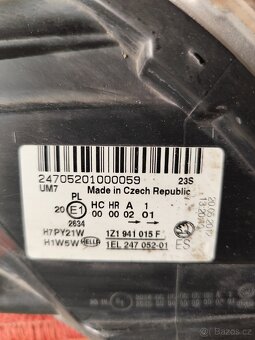 24705201000059 23S
UM7 Made in Czech Republic
PL
HC HR A 1
20 E1 00 00 02 01
2634
H7PY21W 1Z1 941 015 F
H1W5W HELLA 1EL 247 052-01 ES
bazos.cz